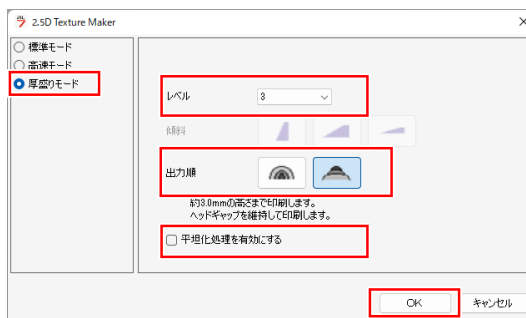 2.5D Texture Maker
標準モード
高速モード
厚盛りモード
レベル 3
傾斜
出力順
約3.0mmの高さまで印刷します。
ヘッドギャップを維持して印刷します。
平坦化処理を有効にする
OK キャンセル